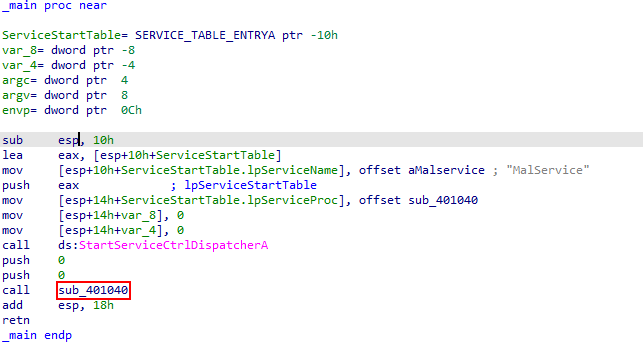 _main proc near
ServiceStartTable= SERVICE_TABLE_ENTRYA ptr -10h
var_8= dword ptr -8
var_4= dword ptr -4
argc= dword ptr  4
argv= dword ptr  8
envp= dword ptr  0Ch
sub     esp, 10h
lea     eax, [esp+10h+ServiceStartTable]
mov     [esp+10h+ServiceStartTable.lpServiceName], offset aMalservice ; "MalService"
push    eax             ; lpServiceStartTable
mov     [esp+14h+ServiceStartTable.lpServiceProc], offset sub_401040
mov     [esp+14h+var_8], 0
mov     [esp+14h+var_4], 0
call    ds:StartServiceCtrlDispatcherA
push    0
push    0
call    sub_401040
add     esp, 18h
retn
_main endp